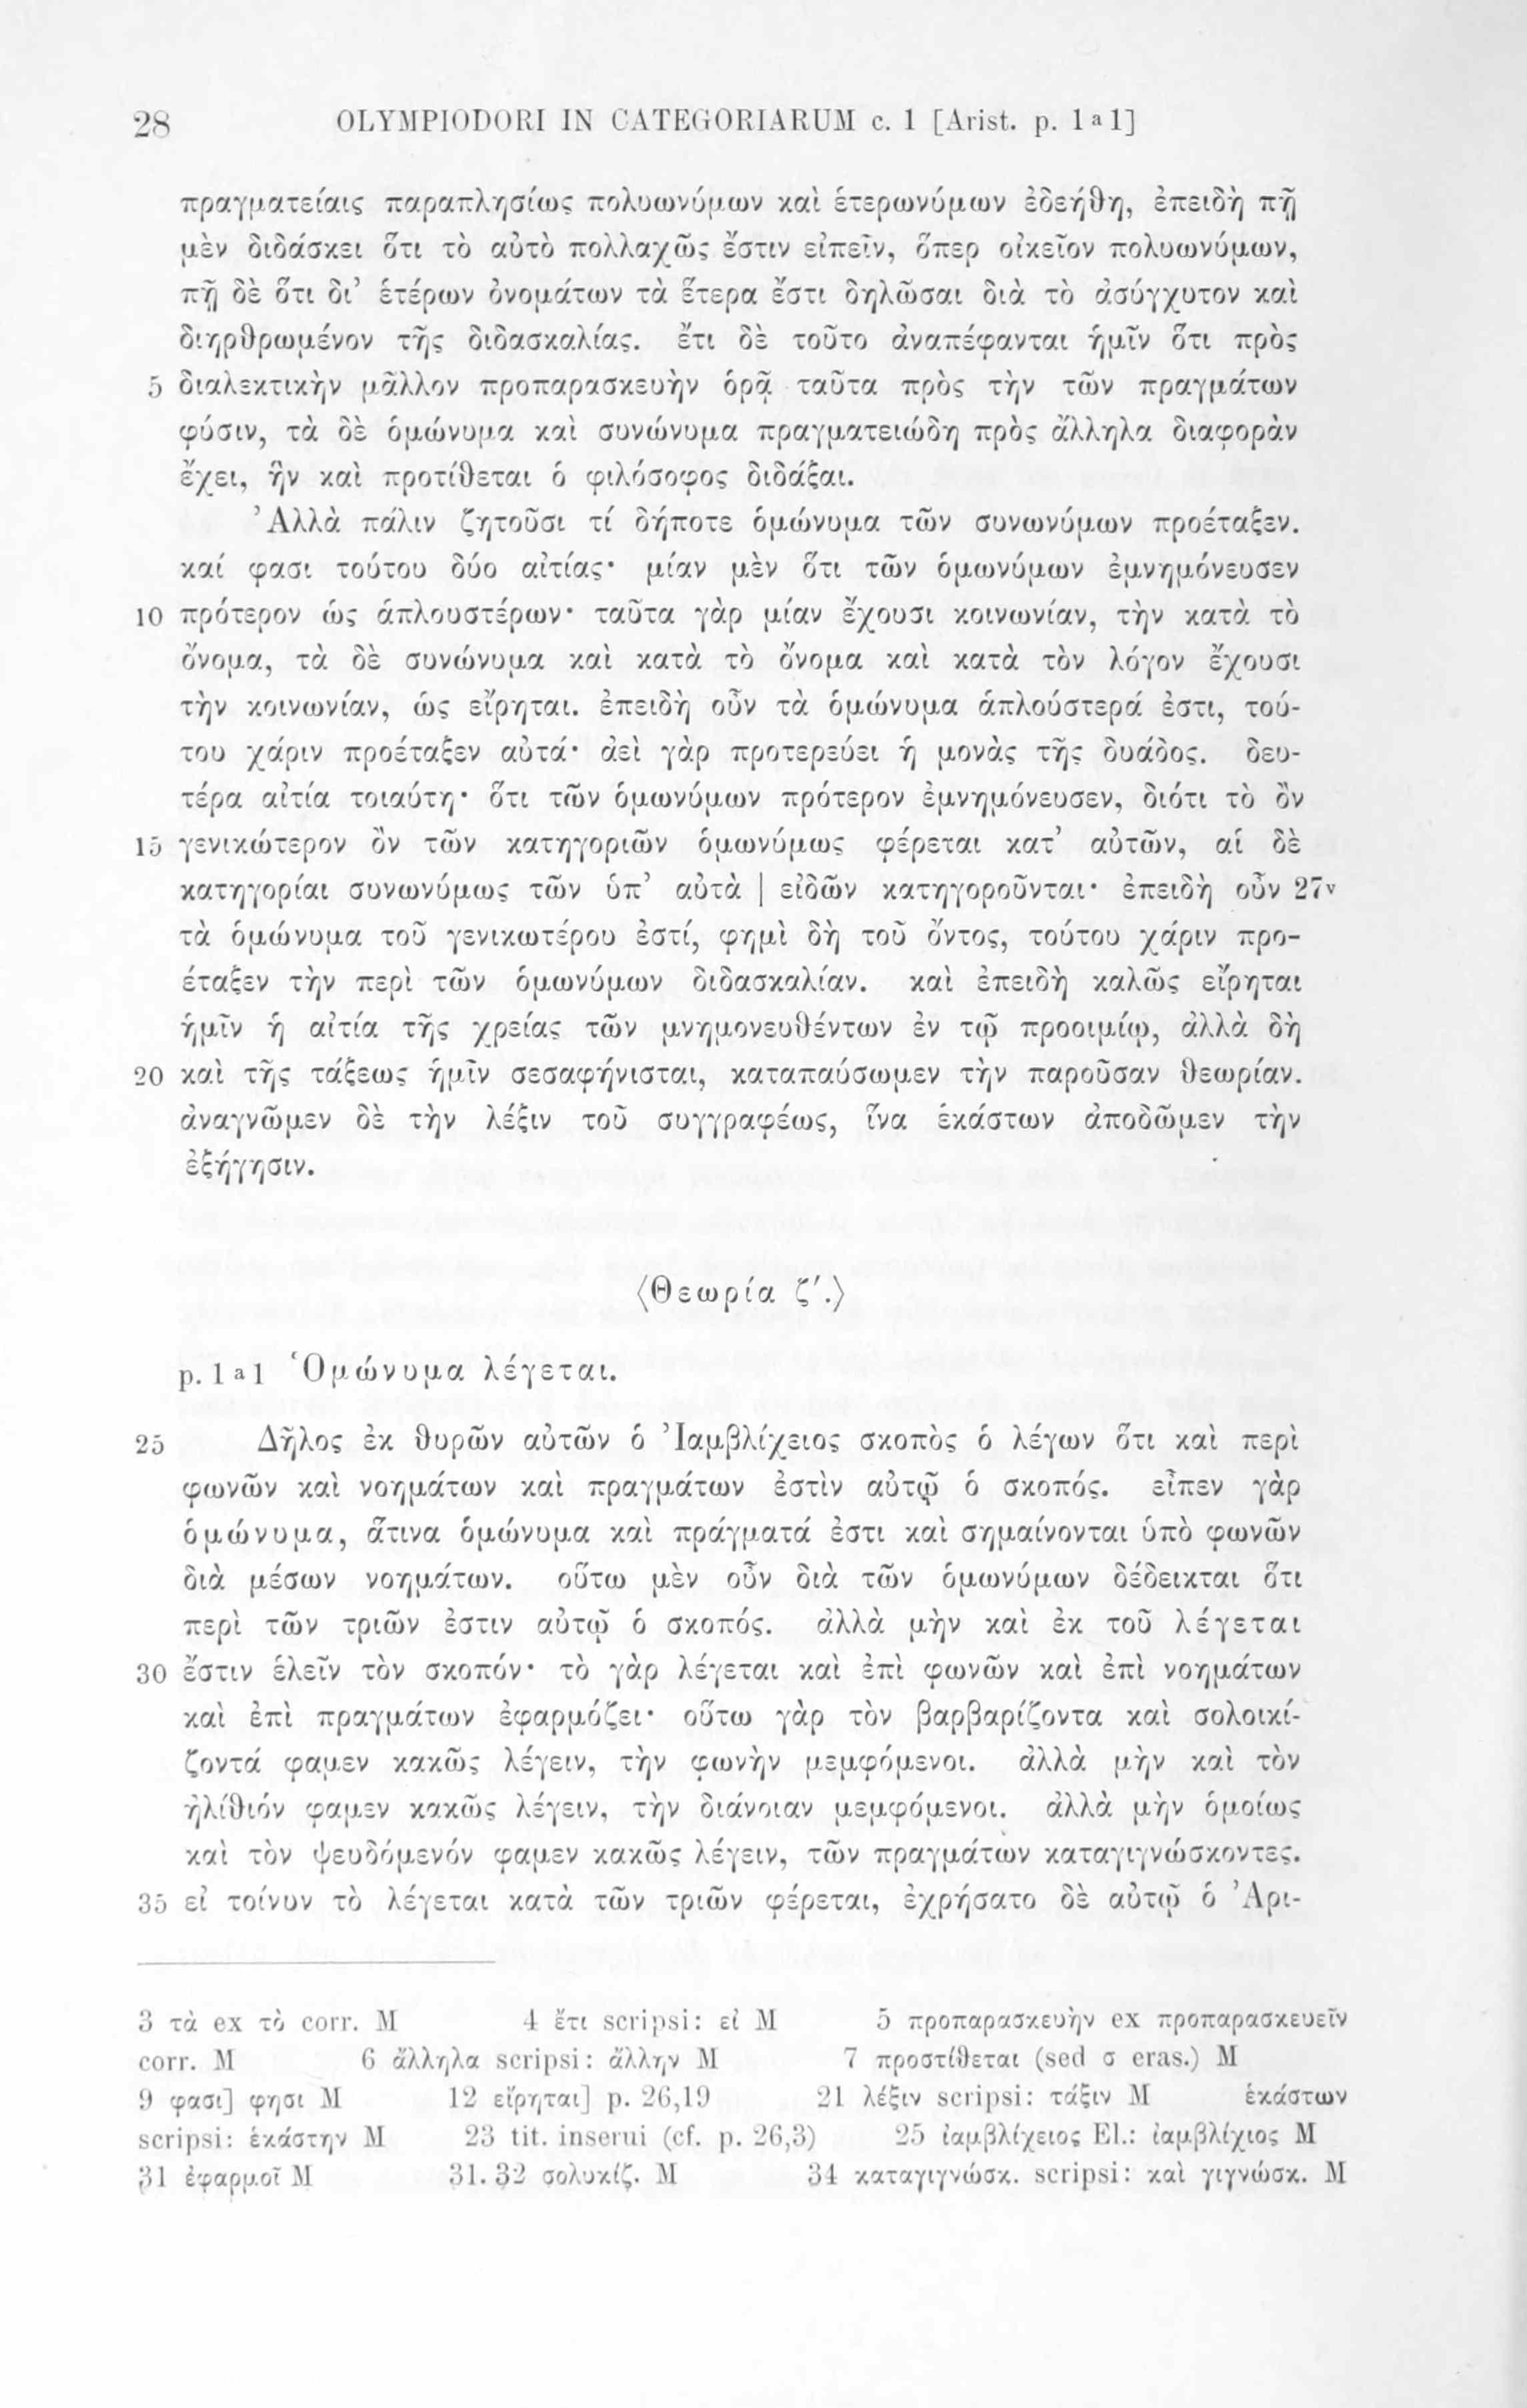 28 OLYMPIODORI IN CATEGORIARUM c. 1 [Arist. p. 1 a 1]
πραγματείαις παραπλησίως πολυωνύμων καὶ ἑτερωνύμων ἐδεήθη, ἐπειδὴ πῇ
μὲν διδάσκει ὅτι τὸ αὐτὸ πολλαχῶς ἔστιν εἰπεῖν, ὅπερ οἰκεῖον πολυωνύμων,
πῇ δὲ ὅτι δι’ ἑτέρων ὀνομάτων τὰ ἕτερα ἔστι δηλῶσαι διὰ τὸ ἀσύγχυτον καὶ
διηρθρωμένον τῆς διδασκαλίας. ἔτι δὲ τοῦτο ἀναπέφανται ἡμῖν ὅτι πρὸς
5 διαλεκτικὴν μᾶλλον προπαρασκευὴν ὁρᾷ ταῦτα πρὸς τὴν τῶν πραγμάτων
φύσιν, τὰ δὲ ὁμώνυμα καὶ συνώνυμα πραγματειώδη πρὸς ἄλληλα διαφορὰν
ἔχει, ἣν καὶ προτίθεται ὁ φιλόσοφος διδάξαι.
Ἀλλὰ πάλιν ζητοῦσι τί δήποτε ὁμώνυμα τῶν συνωνύμων προέταξεν.
καί φασι τούτου δύο αἰτίας· μίαν μὲν ὅτι τῶν ὁμωνύμων ἐμνημόνευσεν
10 πρότερον ὡς ἁπλουστέρων· ταῦτα γὰρ μίαν ἔχουσι κοινωνίαν, τὴν κατὰ τὸ
ὄνομα, τὰ δὲ συνώνυμα καὶ κατὰ τὸ ὄνομα καὶ κατὰ τὸν λόγον ἔχουσι
τὴν κοινωνίαν, ὡς εἴρηται. ἐπειδὴ οὖν τὰ ὁμώνυμα ἁπλούστερά ἐστι, τού-
του χάριν προέταξεν αὐτά· ἀεὶ γὰρ προτερεύει ἡ μονὰς τῆς δυάδος. δευ-
τέρα αἰτία τοιαύτη· ὅτι τῶν ὁμωνύμων πρότερον ἐμνημόνευσεν, διότι τὸ ὂν
15 γενικώτερον ὂν τῶν κατηγοριῶν ὁμωνύμως φέρεται κατ’ αὐτῶν, αἱ δὲ
κατηγορίαι συνωνύμως τῶν ὑπ’ αὐτὰ | εἰδῶν κατηγοροῦνται· ἐπειδὴ οὖν 27v
τὰ ὁμώνυμα τοῦ γενικωτέρου ἐστί, φημὶ δὴ τοῦ ὄντος, τούτου χάριν προ-
έταξεν τὴν περὶ τῶν ὁμωνύμων διδασκαλίαν. καὶ ἐπειδὴ καλῶς εἴρηται
ἡμῖν ἡ αἰτία τῆς χρείας τῶν μνημονευθέντων ἐν τῷ προοιμίῳ, ἀλλὰ δὴ
20 καὶ τῆς τάξεως ἡμῖν σεσαφήνισται, καταπαύσωμεν τὴν παροῦσαν θεωρίαν.
ἀναγνῶμεν δὲ τὴν λέξιν τοῦ συγγραφέως, ἵνα ἑκάστων ἀποδῶμεν τὴν
ἐξήγησιν.
⟨Θεωρία ζ′.⟩
p. 1 a 1 Ὁμώνυμα λέγεται.
25 Δῆλος ἐκ θυρῶν αὐτῶν ὁ Ἰαμβλίχειος σκοπὸς ὁ λέγων ὅτι καὶ περὶ
φωνῶν καὶ νοημάτων καὶ πραγμάτων ἐστὶν αὐτῷ ὁ σκοπός. εἶπεν γὰρ
ὁμώνυμα, ἅτινα ὁμώνυμα καὶ πράγματά ἐστι καὶ σημαίνονται ὑπὸ φωνῶν
διὰ μέσων νοημάτων. οὕτω μὲν οὖν διὰ τῶν ὁμωνύμων δέδεικται ὅτι
περὶ τῶν τριῶν ἐστιν αὐτῷ ὁ σκοπός. ἀλλὰ μὴν καὶ ἐκ τοῦ λέγεται
30 ἔστιν ἑλεῖν τὸν σκοπόν· τὸ γὰρ λέγεται καὶ ἐπὶ φωνῶν καὶ ἐπὶ νοημάτων
καὶ ἐπὶ πραγμάτων ἐφαρμόζει· οὕτω γὰρ τὸν βαρβαρίζοντα καὶ σολοικί-
ζοντά φαμεν κακῶς λέγειν, τὴν φωνὴν μεμφόμενοι. ἀλλὰ μὴν καὶ τὸν
ἠλίθιόν φαμεν κακῶς λέγειν, τὴν διάνοιαν μεμφόμενοι. ἀλλὰ μὴν ὁμοίως
καὶ τὸν ψευδόμενόν φαμεν κακῶς λέγειν, τῶν πραγμάτων καταγιγνώσκοντες.
35 εἰ τοίνυν τὸ λέγεται κατὰ τῶν τριῶν φέρεται, ἐχρήσατο δὲ αὐτῷ ὁ Ἀρι-
3 τὰ ex τὸ corr. M 4 ἔτι scripsi: εἰ M 5 προπαρασκευὴν ex προπαρασκευεῖν
corr. M 6 ἄλληλα scripsi: ἄλλην M 7 προστίθεται (sed σ eras.) M
9 φασι] φησι M 12 εἴρηται] p. 26,19 21 λέξιν scripsi: τάξιν M ἑκάστων
scripsi: ἑκάστην M 23 tit. inserui (cf. p. 26,3) 25 ἰαμβλίχειος El.: ἰαμβλίχιος M
31 ἐφαρμοῖ M 31. 32 σολυκίζ. M 34 καταγιγνώσκ. scripsi: καὶ γιγνώσκ. M